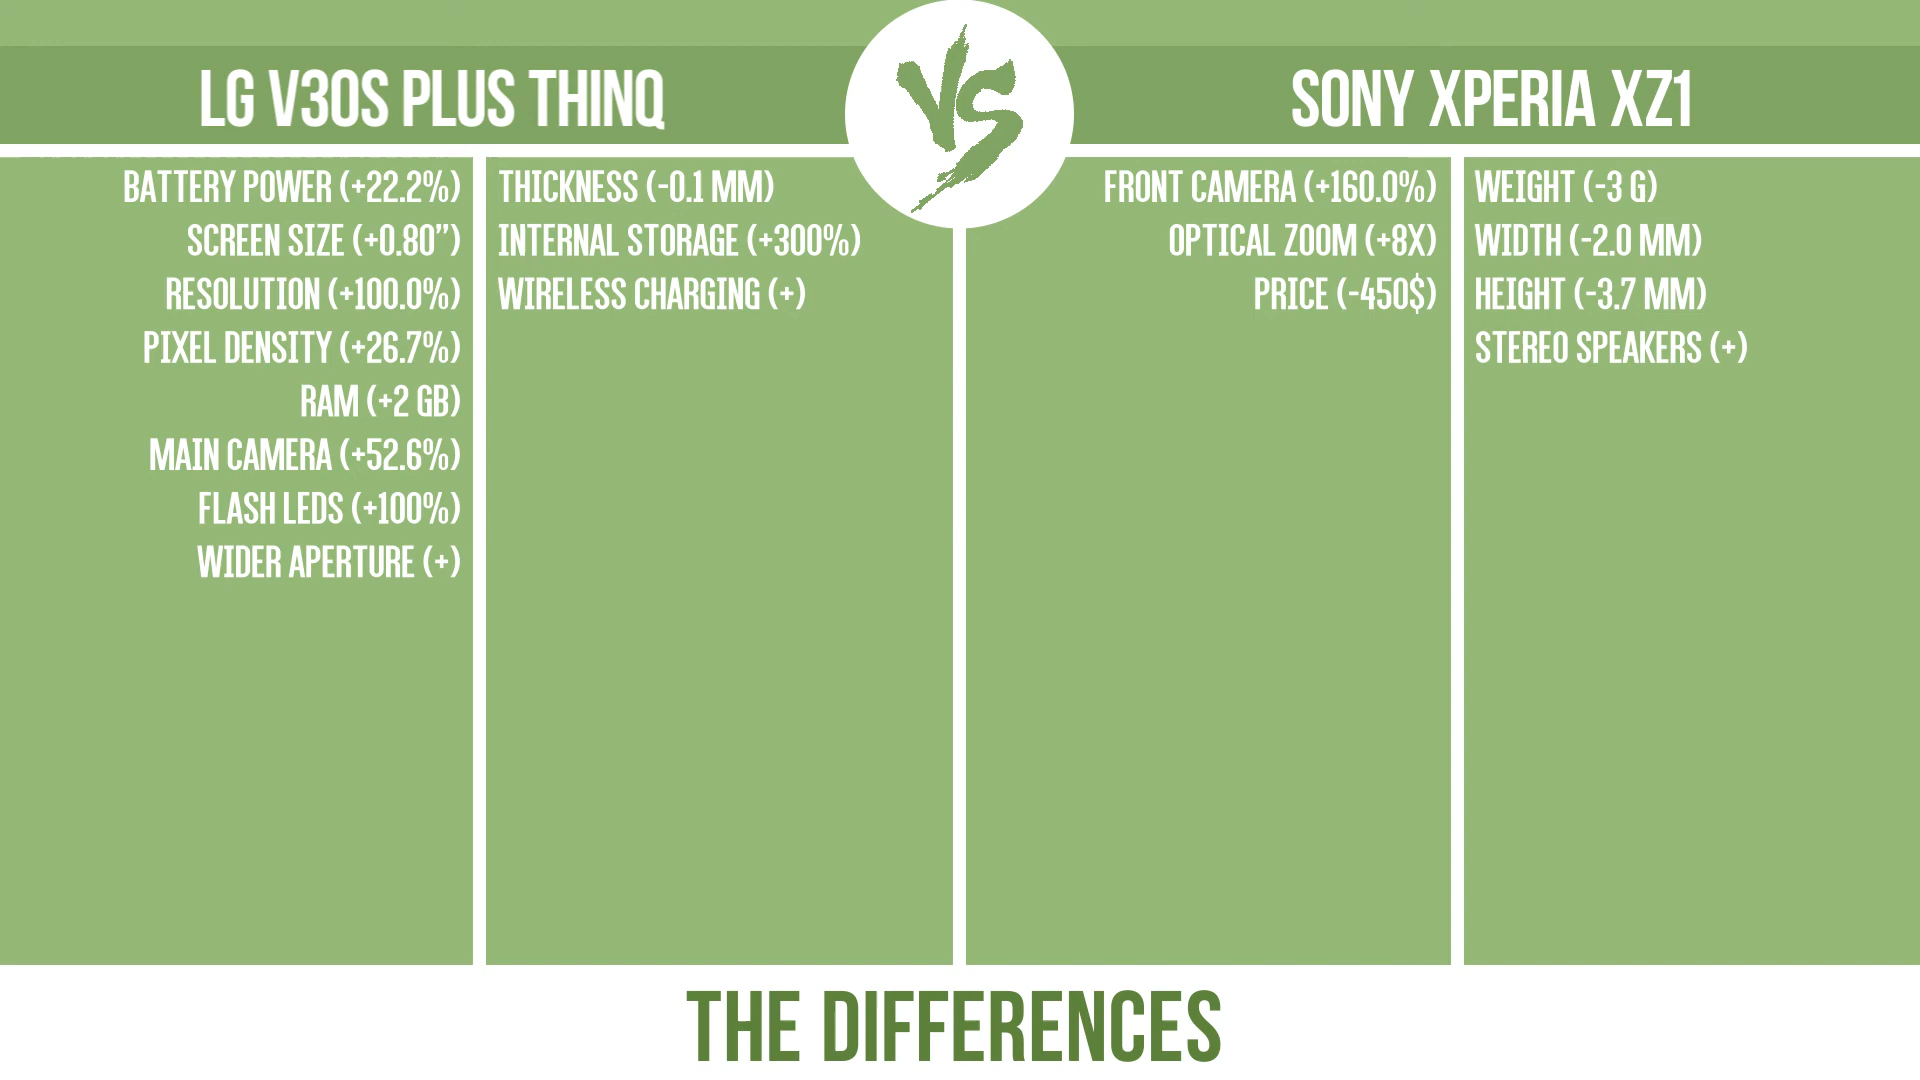 LG V30S PLUS THINQ
VS
SONY XPERIA XZ1
BATTERY POWER (+22.2%)
SCREEN SIZE (+0.80”)
RESOLUTION (+100.0%)
PIXEL DENSITY (+26.7%)
RAM (+2 GB)
MAIN CAMERA (+52.6%)
FLASH LEDS (+100%)
WIDER APERTURE (+)
THICKNESS (-0.1 MM)
INTERNAL STORAGE (+300%)
WIRELESS CHARGING (+)
FRONT CAMERA (+160.0%)
OPTICAL ZOOM (+8X)
PRICE (-450$)
WEIGHT (-3 G)
WIDTH (-2.0 MM)
HEIGHT (-3.7 MM)
STEREO SPEAKERS (+)
THE DIFFERENCES